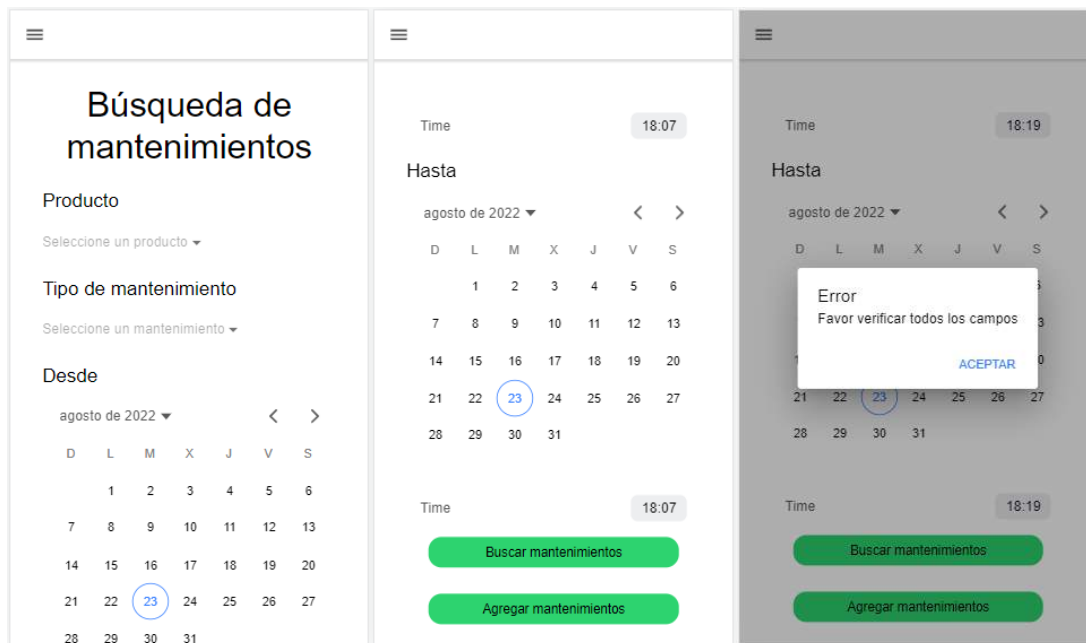 Búsqueda de
mantenimientos
Producto
Seleccione un producto
Tipo de mantenimiento
Seleccione un mantenimiento
Desde
agosto de 2022
D L M X J V S
1 2 3 4 5 6
7 8 9 10 11 12 13
14 15 16 17 18 19 20
21 22 23 24 25 26 27
28 29 30 31
Time 18:07
Hasta
agosto de 2022
D L M X J V S
1 2 3 4 5 6
7 8 9 10 11 12 13
14 15 16 17 18 19 20
21 22 23 24 25 26 27
28 29 30 31
Time 18:07
Buscar mantenimientos
Agregar mantenimientos
Time 18:19
Hasta
agosto de 2022
D L M X J V S
Error
Favor verificar todos los campos
ACEPTAR
21 22 23 24 25 26 27
28 29 30 31
Time 18:19
Buscar mantenimientos
Agregar mantenimientos